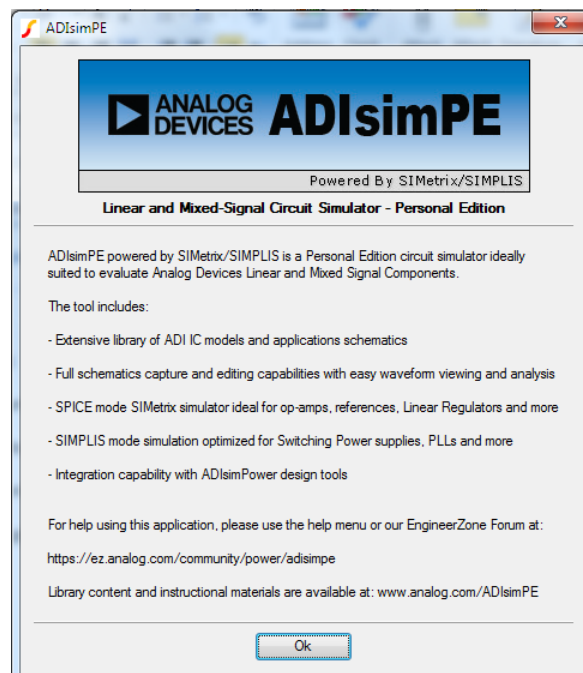 ADIsimPE
ANALOG
DEVICES
ADIsimPE
Powered By SIMetrix/SIMPLIS
Linear and Mixed-Signal Circuit Simulator - Personal Edition
ADIsimPE powered by SIMetrix/SIMPLIS is a Personal Edition circuit simulator ideally
suited to evaluate Analog Devices Linear and Mixed Signal Components.
The tool includes:
- Extensive library of ADI IC models and applications schematics
- Full schematics capture and editing capabilities with easy waveform viewing and analysis
- SPICE mode SIMetrix simulator ideal for op-amps, references, Linear Regulators and more
- SIMPLIS mode simulation optimized for Switching Power supplies, PLLs and more
- Integration capability with ADIsimPower design tools
For help using this application, please use the help menu or our EngineerZone Forum at:
https://ez.analog.com/community/power/adisimpe
Library content and instructional materials are available at: www.analog.com/ADIsimPE
Ok